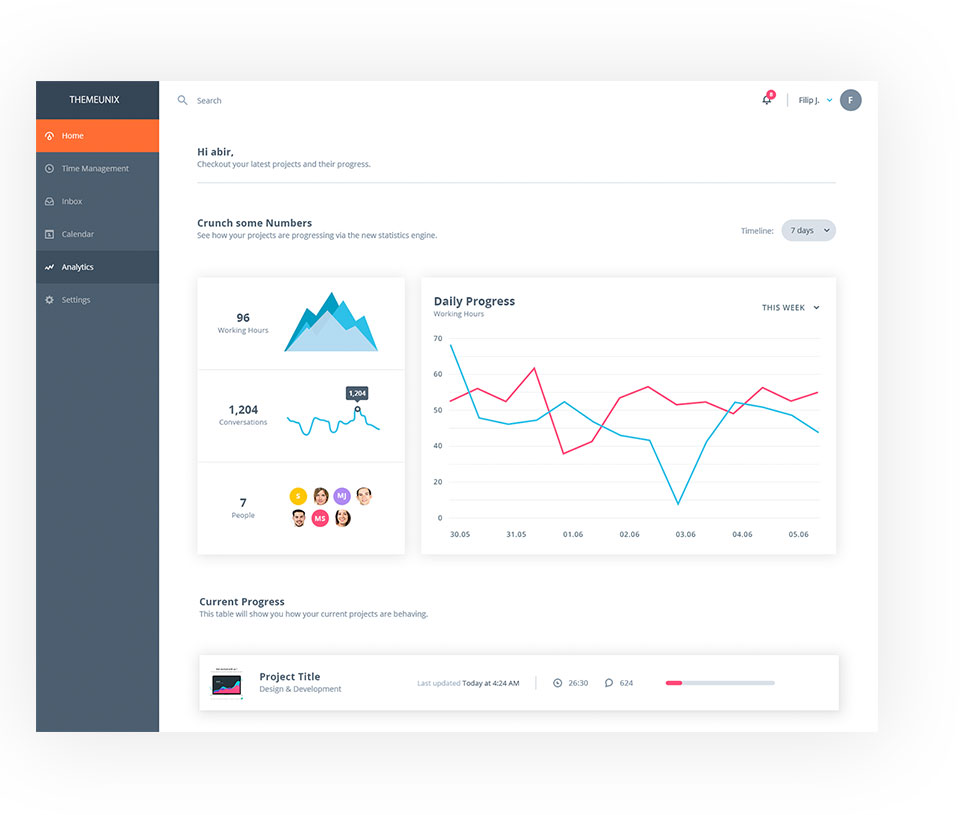 THEMEUNIX
Search
8
Filip J.
F
Home
Time Management
Inbox
Calendar
Analytics
Settings
Hi abir,
Checkout your latest projects and their progress.
Crunch some Numbers
See how your projects are progressing via the new statistics engine.
Timeline:
7 days
96
Working Hours
1,204
Conversations
1,204
7
People
S
MJ
MS
Daily Progress
Working Hours
THIS WEEK
70
60
50
40
20
0
30.05 31.05 01.06 02.06 03.06 04.06 05.06
Current Progress
This table will show you how your current projects are behaving.
Project Title
Design & Development
Last updated Today at 4:24 AM
26:30
624